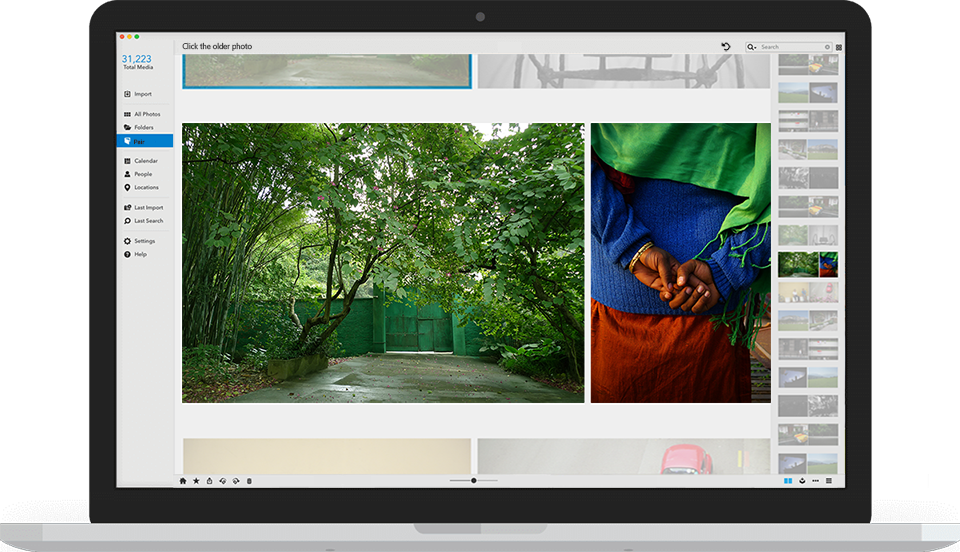 Click the older photo
Search
31,223
Total Media
Import
All Photos
Folders
Pair
Calendar
People
Locations
Last Import
Last Search
Settings
Help